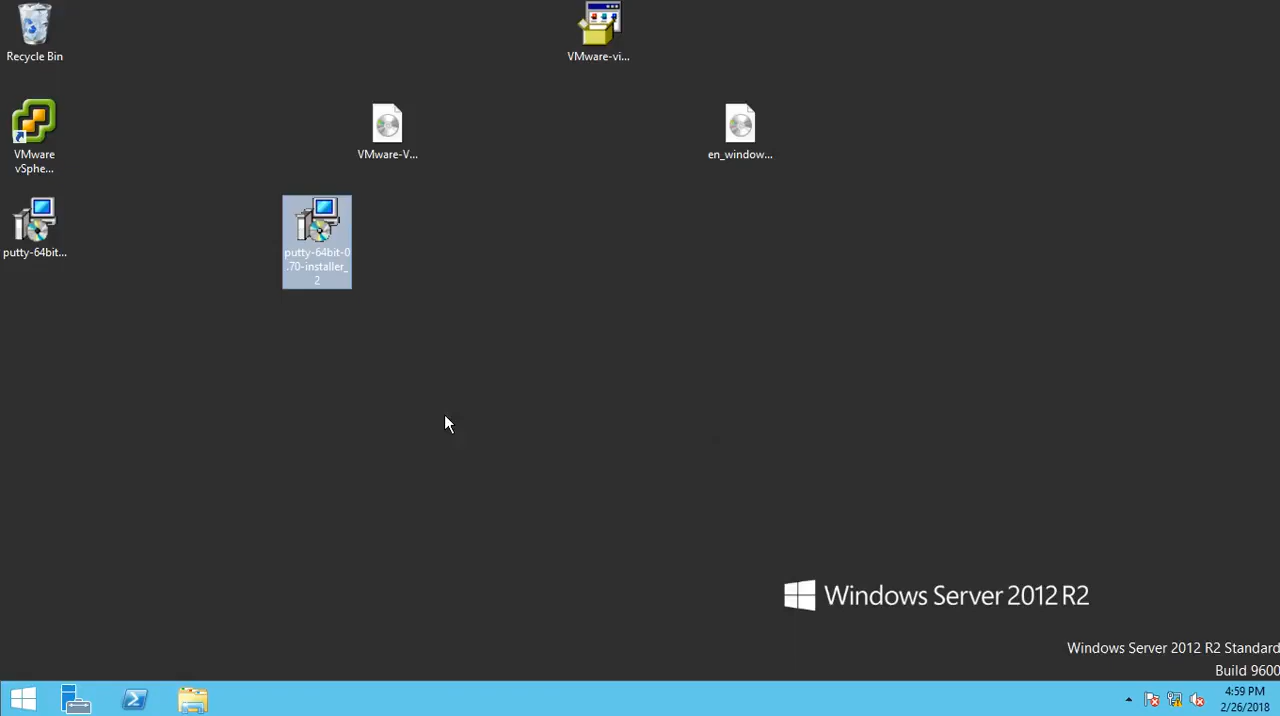 Recycle Bin
VMware-vi...
VMware
vSphe...
VMware-V...
en_window...
putty-64bit...
putty-64bit-0
.70-installer_
2
Windows Server 2012 R2
Windows Server 2012 R2 Standard
Build 9600
4:59 PM
2/26/2018